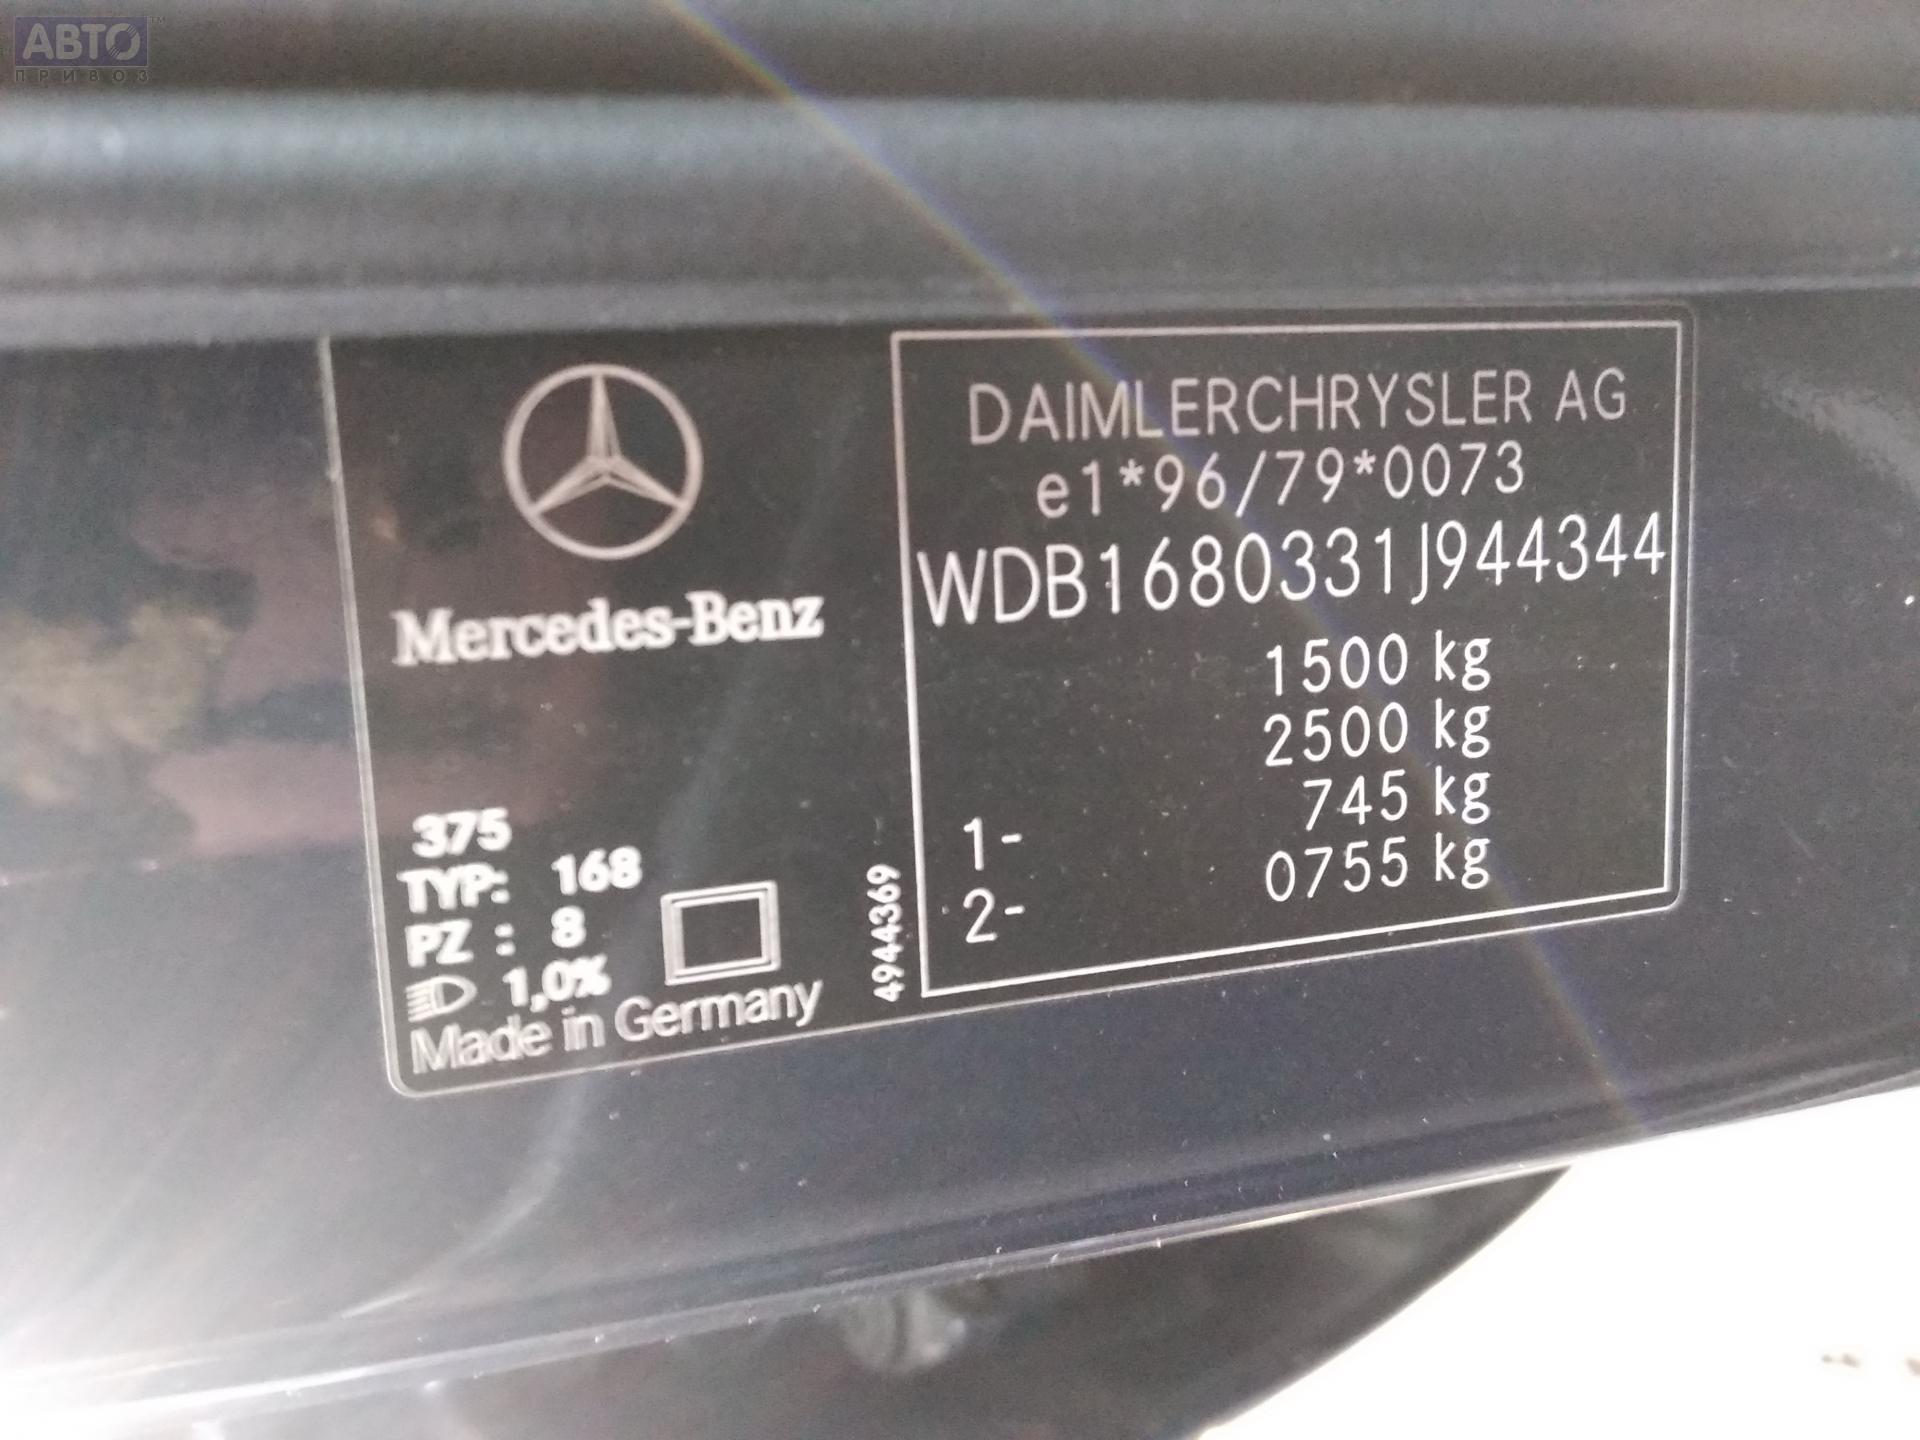 АВТО™
ПРИВОЗ
Mercedes-Benz
375
TYP: 168
PZ : 8
1,0%
Made in Germany
4944369
DAIMLERCHRYSLER AG
e1*96/79*0073
WDB1680331J944344
1500 kg
2500 kg
1- 745 kg
2- 0755 kg